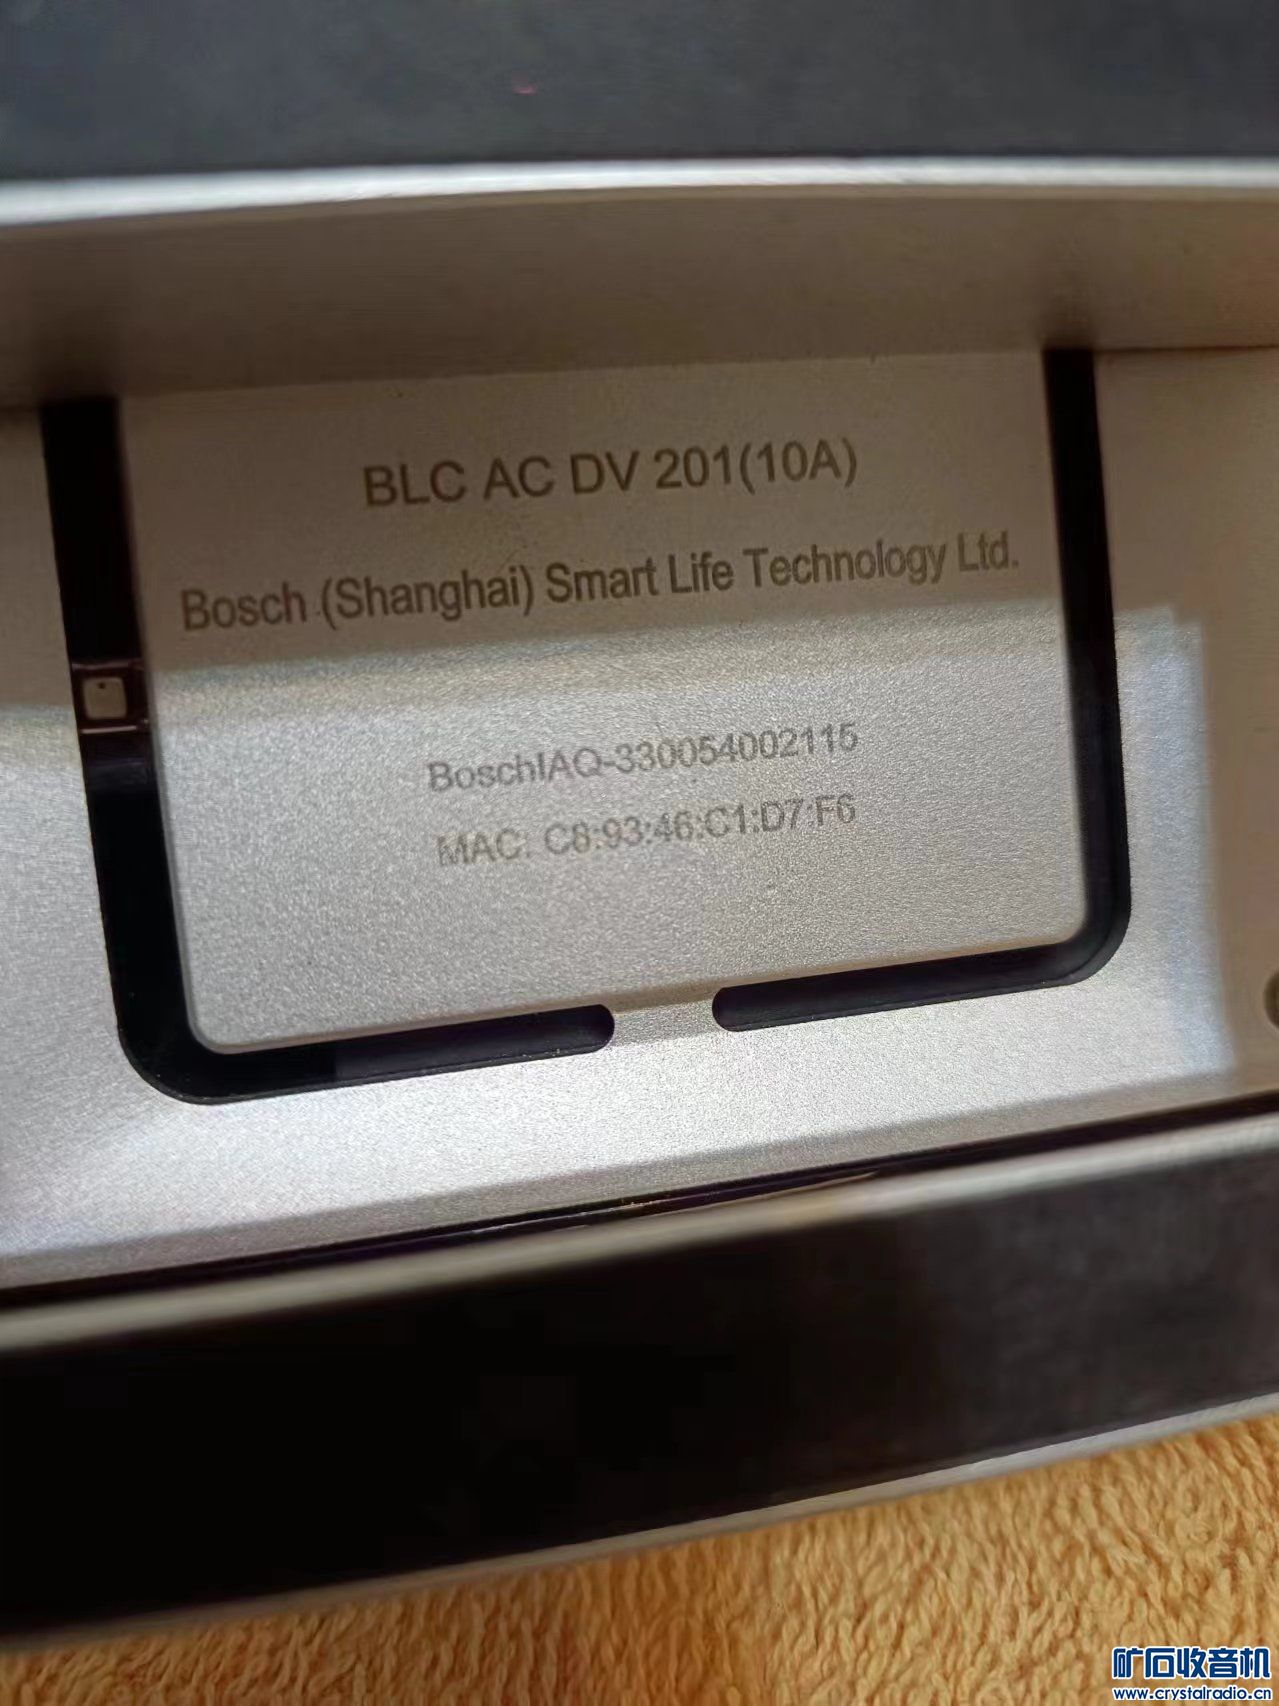 BLC AC DV 201(10A)
Bosch (Shanghai) Smart Life Technology Ltd.
BoschIAQ-330054002115
MAC: C8:93:46:C1:D7:F6
矿石收音机
www.crystalradio.cn